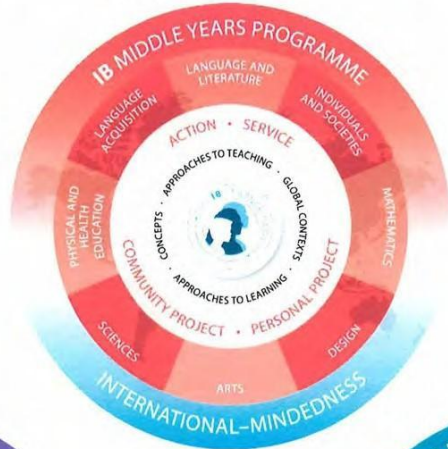 IB MIDDLE YEARS PROGRAMME
LANGUAGE AND
LITERATURE
LANGUAGE
ACQUISITION
INDIVIDUALS
AND SOCIETIES
PHYSICAL AND
HEALTH
EDUCATION
MATHEMATICS
SCIENCES
DESIGN
ARTS
ACTION • SERVICE
COMMUNITY PROJECT • PERSONAL PROJECT
APPROACHES TO TEACHING ·
GLOBAL CONTEXTS ·
APPROACHES TO LEARNING ·
CONCEPTS ·
INTERNATIONAL–MINDEDNESS